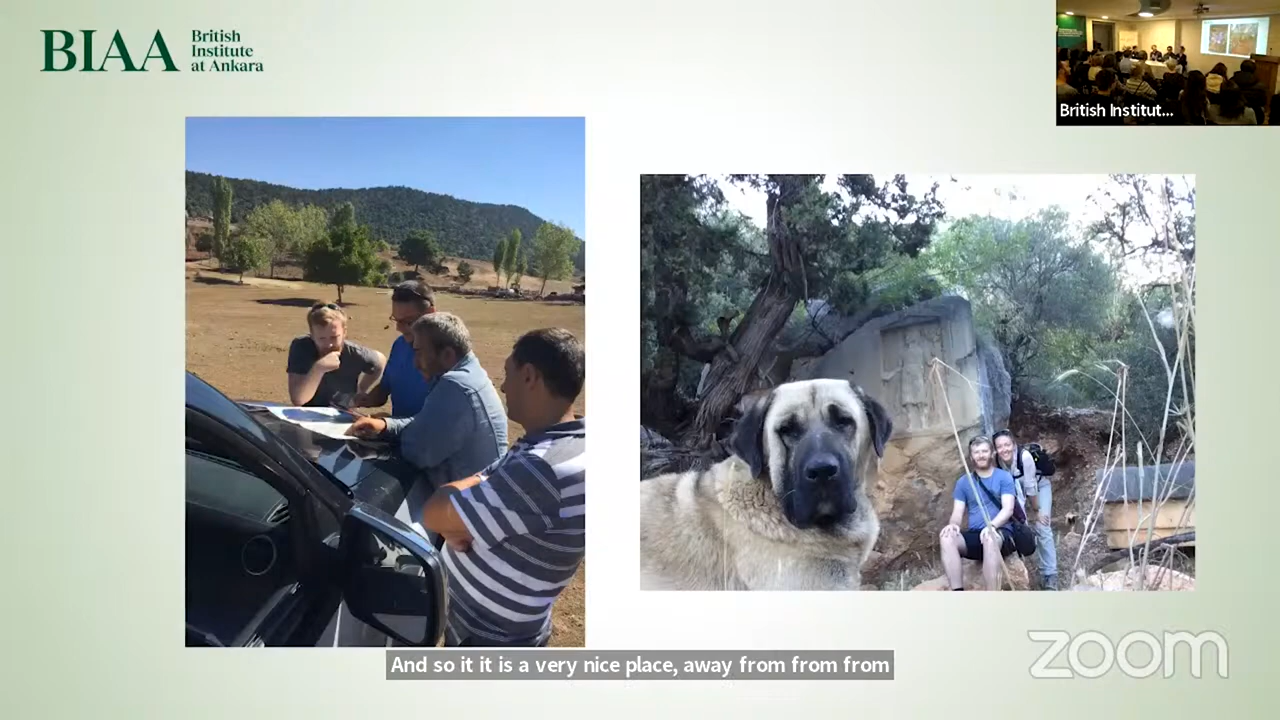 BIAA
British
Institute
at Ankara
British Institut...
And so it it is a very nice place, away from from from
zoom